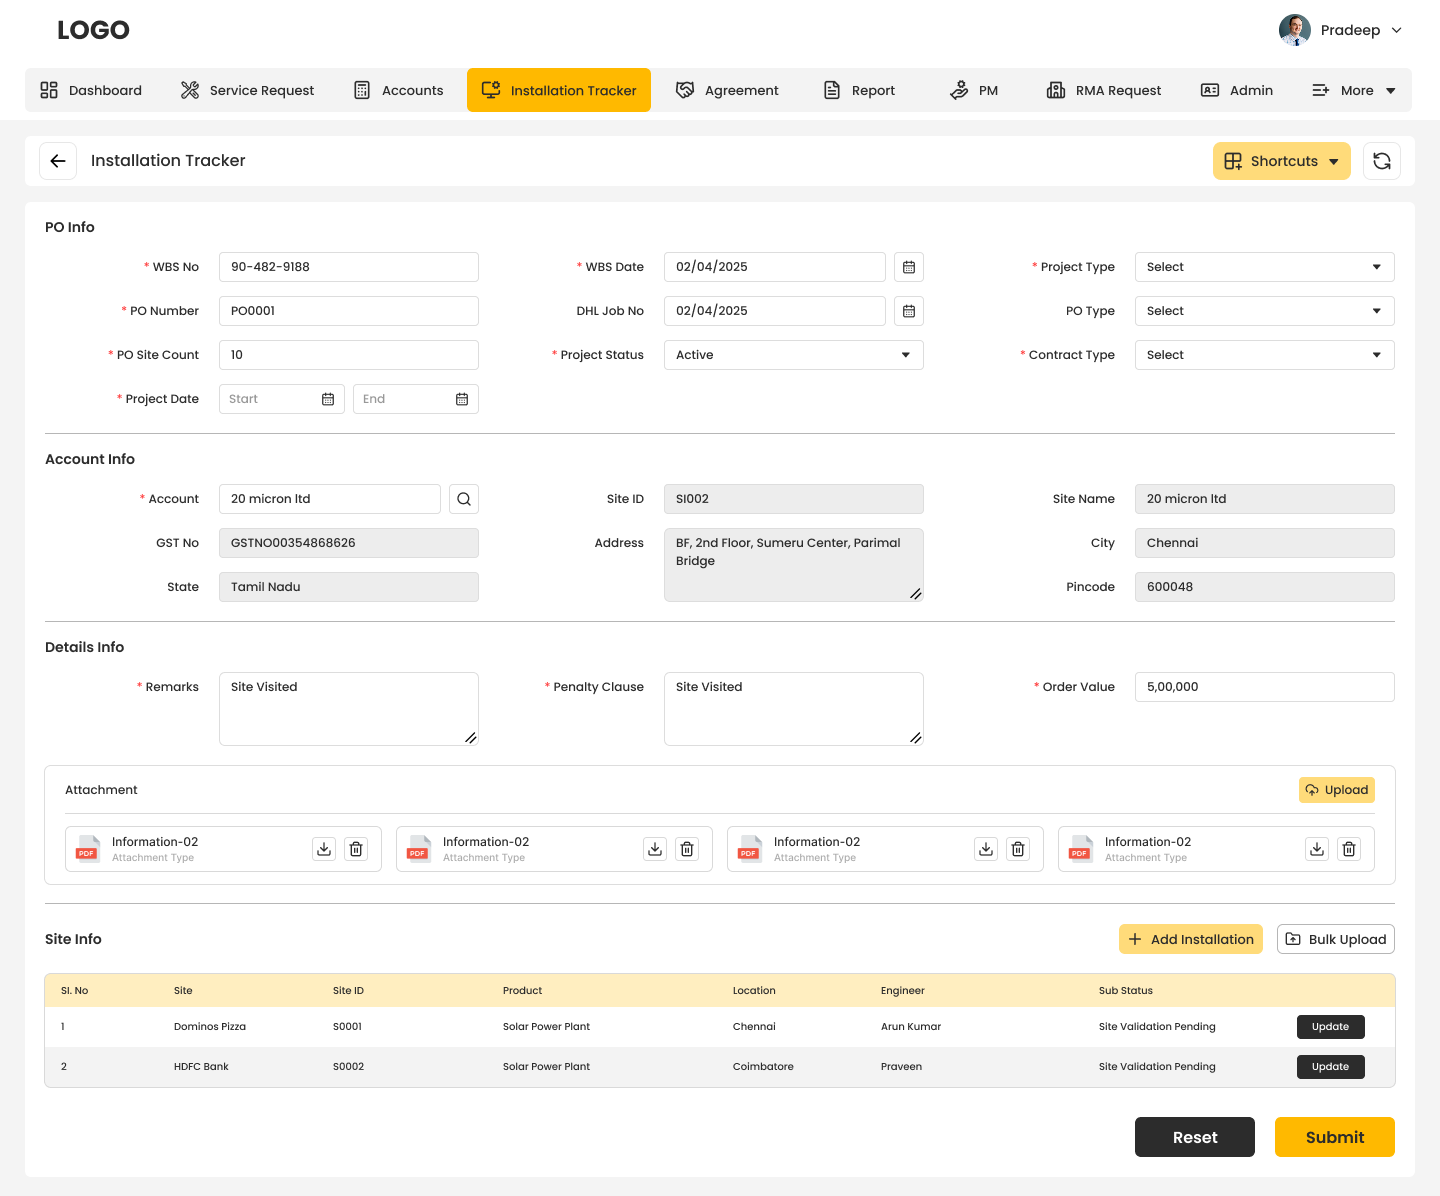 LOGO
Pradeep
Dashboard Service Request Accounts Installation Tracker Agreement Report PM RMA Request Admin More
Installation Tracker
Shortcuts
PO Info
* WBS No 90-482-9188 * WBS Date 02/04/2025 * Project Type Select
* PO Number PO0001 DHL Job No 02/04/2025 PO Type Select
* PO Site Count 10 * Project Status Active * Contract Type Select
* Project Date Start End
Account Info
* Account 20 micron ltd Site ID SI002 Site Name 20 micron ltd
GST No GSTNO00354868626 Address BF, 2nd Floor, Sumeru Center, Parimal City Chennai
Bridge
State Tamil Nadu Pincode 600048
Details Info
* Remarks Site Visited * Penalty Clause Site Visited * Order Value 5,00,000
Attachment Upload
PDF Information-02 PDF Information-02 PDF Information-02 PDF Information-02
Attachment Type Attachment Type Attachment Type Attachment Type
Site Info Add Installation Bulk Upload
SI. No Site Site ID Product Location Engineer Sub Status
1 Dominos Pizza S0001 Solar Power Plant Chennai Arun Kumar Site Validation Pending Update
2 HDFC Bank S0002 Solar Power Plant Coimbatore Praveen Site Validation Pending Update
Reset Submit